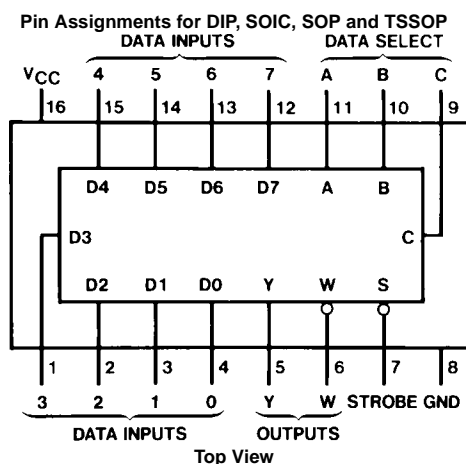 Pin Assignments for DIP, SOIC, SOP and TSSOP
DATA INPUTS DATA SELECT
VCC 4 5 6 7 A B C
16 15 14 13 12 11 10 9
D4 D5 D6 D7 A B
D3 C
D2 D1 D0 Y W S
1 2 3 4 5 6 7 8
3 2 1 0 Y W STROBE GND
DATA INPUTS OUTPUTS
Top View